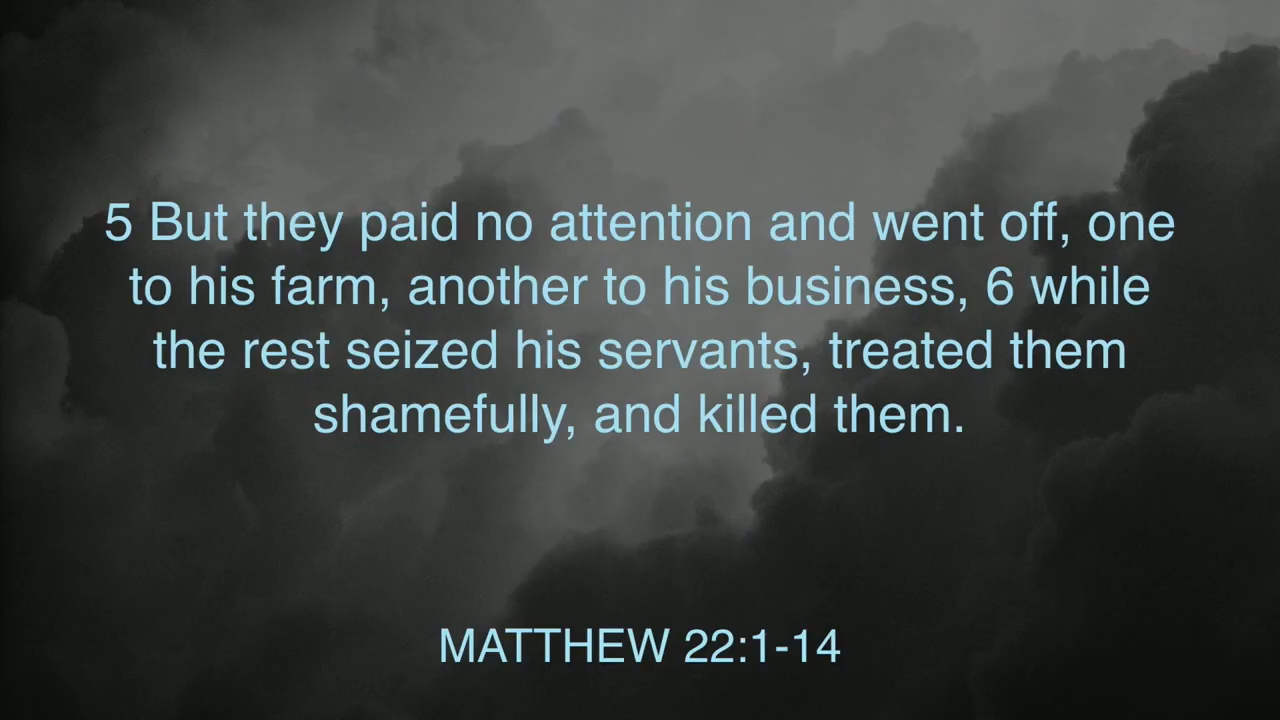 5 But they paid no attention and went off, one
to his farm, another to his business, 6 while
the rest seized his servants, treated them
shamefully, and killed them.
MATTHEW 22:1-14